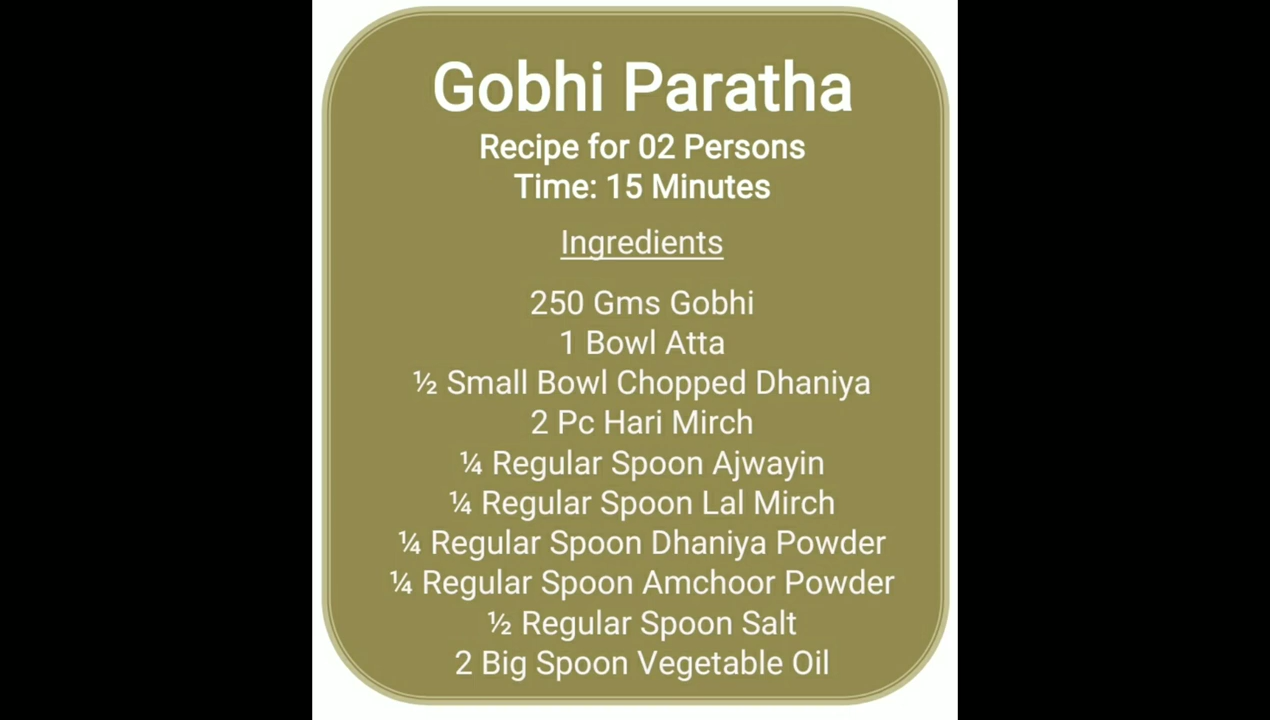 Gobhi Paratha
Recipe for 02 Persons
Time: 15 Minutes
Ingredients
250 Gms Gobhi
1 Bowl Atta
½ Small Bowl Chopped Dhaniya
2 Pc Hari Mirch
¼ Regular Spoon Ajwayin
¼ Regular Spoon Lal Mirch
¼ Regular Spoon Dhaniya Powder
¼ Regular Spoon Amchoor Powder
½ Regular Spoon Salt
2 Big Spoon Vegetable Oil